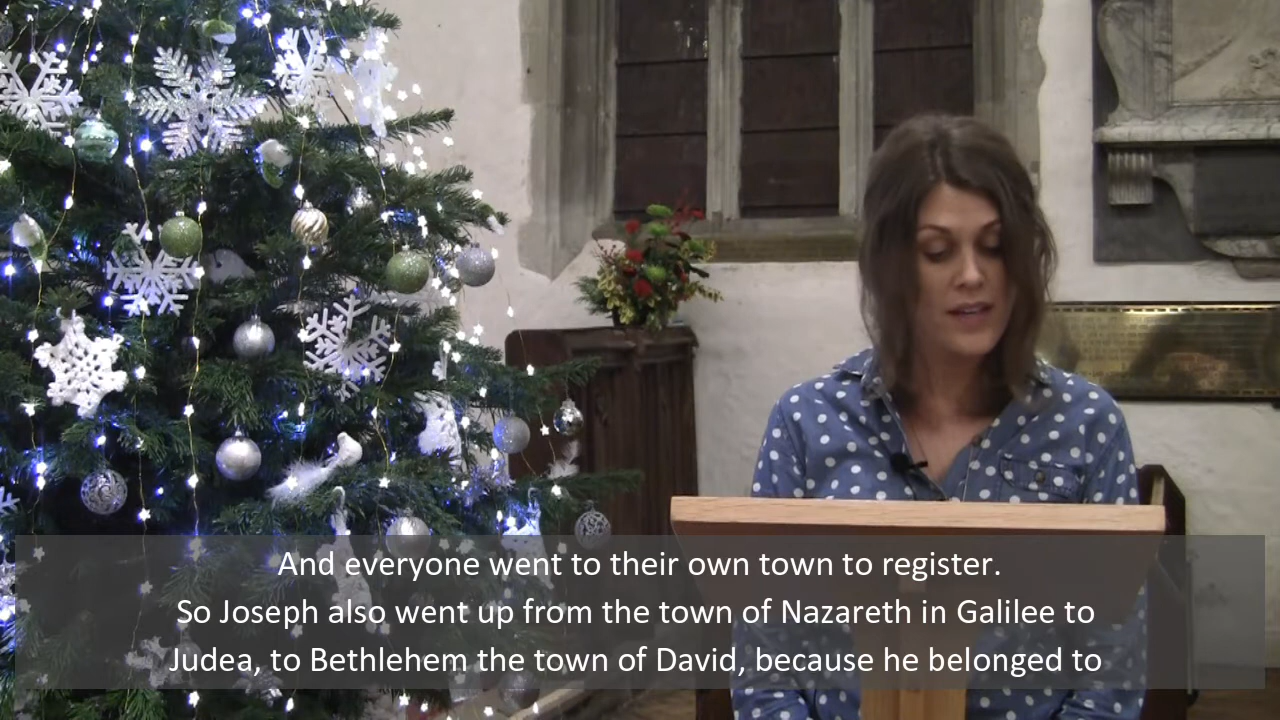 And everyone went to their own town to register.
So Joseph also went up from the town of Nazareth in Galilee to
Judea, to Bethlehem the town of David, because he belonged to